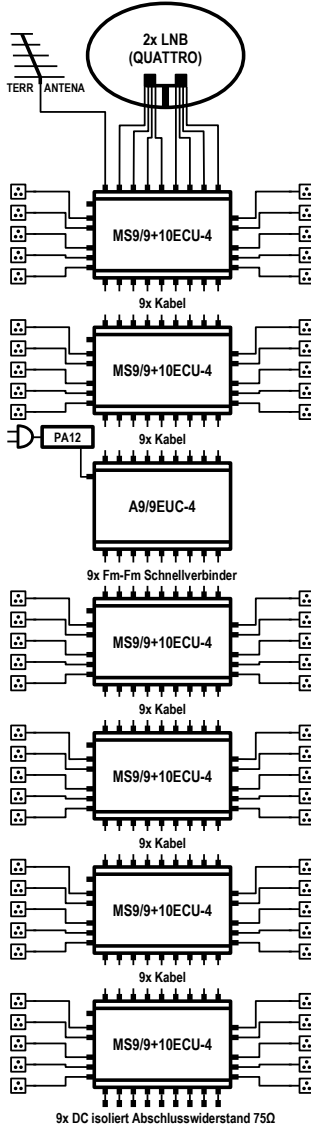 2x LNB
(QUATTRO)
TERR ANTENA
MS9/9+10ECU-4
9x Kabel
MS9/9+10ECU-4
9x Kabel
PA12
A9/9EUC-4
9x Fm-Fm Schnellverbinder
MS9/9+10ECU-4
9x Kabel
MS9/9+10ECU-4
9x Kabel
MS9/9+10ECU-4
9x Kabel
MS9/9+10ECU-4
9x DC isoliert Abschlusswiderstand 75Ω